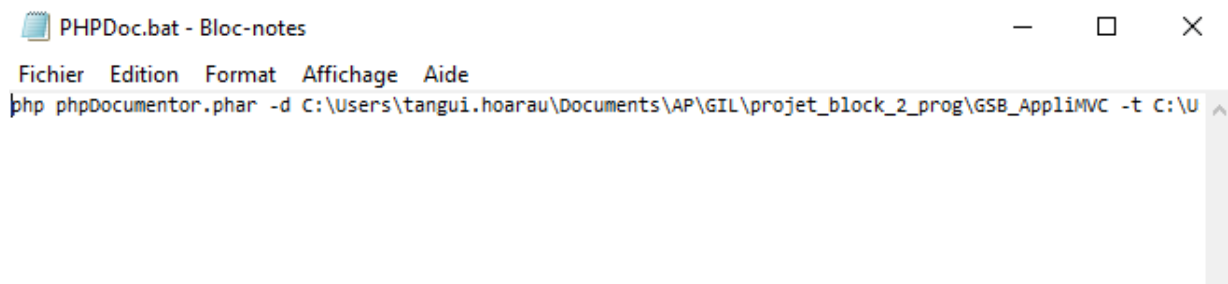 PHPDoc.bat - Bloc-notes
Fichier Edition Format Affichage Aide
php phpDocumentor.phar -d C:\Users\tangui.hoarau\Documents\AP\GIL\projet_block_2_prog\GSB_AppliMVC -t C:\U